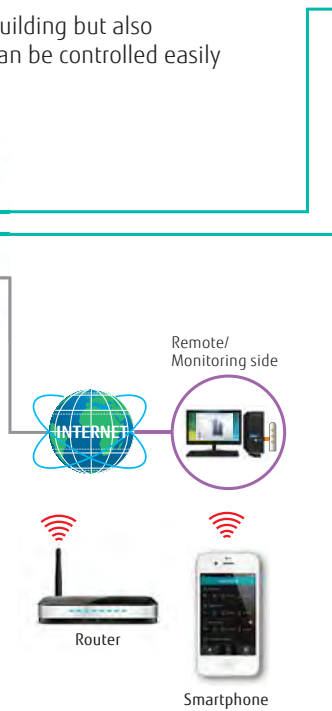 uilding but also
an be controlled easily
Remote/
Monitoring side
INTERNET
Router
Smartphone